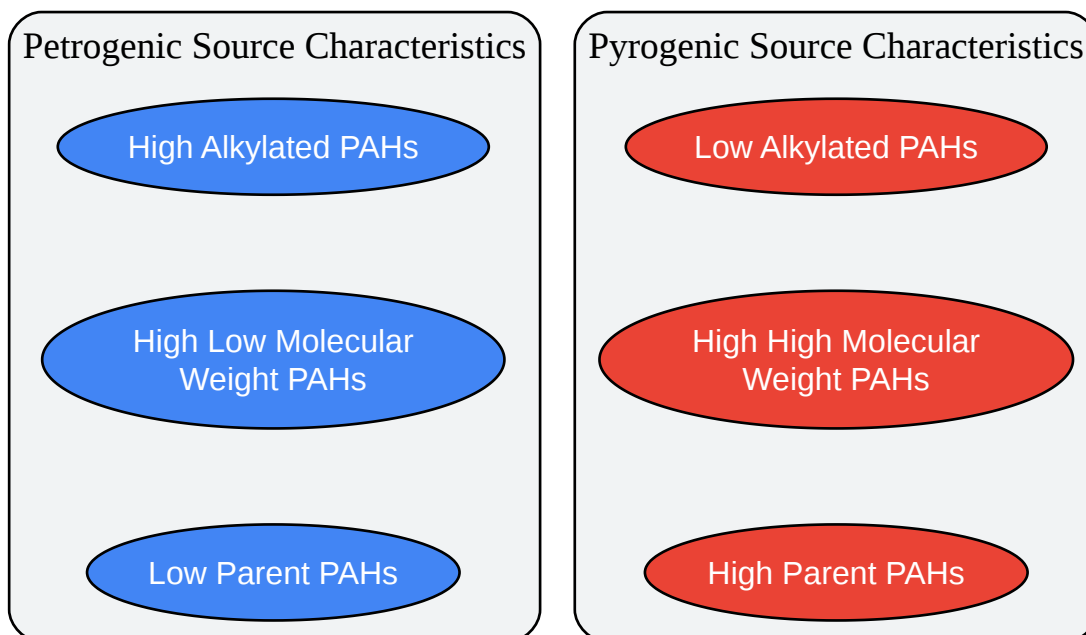 Petrogenic Source Characteristics
High Alkylated PAHs
High Low Molecular
Weight PAHs
Low Parent PAHs
Pyrogenic Source Characteristics
Low Alkylated PAHs
High High Molecular
Weight PAHs
High Parent PAHs